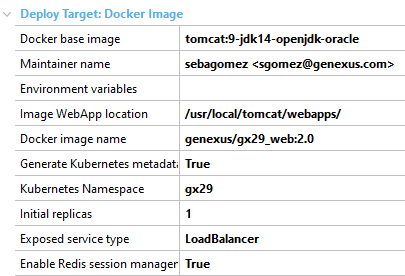 Deploy Target: Docker Image
Docker base image tomcat:9-jdk14-openjdk-oracle
Maintainer name sebagomez <sgomez@genexus.com>
Environment variables
Image WebApp location /usr/local/tomcat/webapps/
Docker image name genexus/gx29_web:2.0
Generate Kubernetes metadata True
Kubernetes Namespace gx29
Initial replicas 1
Exposed service type LoadBalancer
Enable Redis session manager True